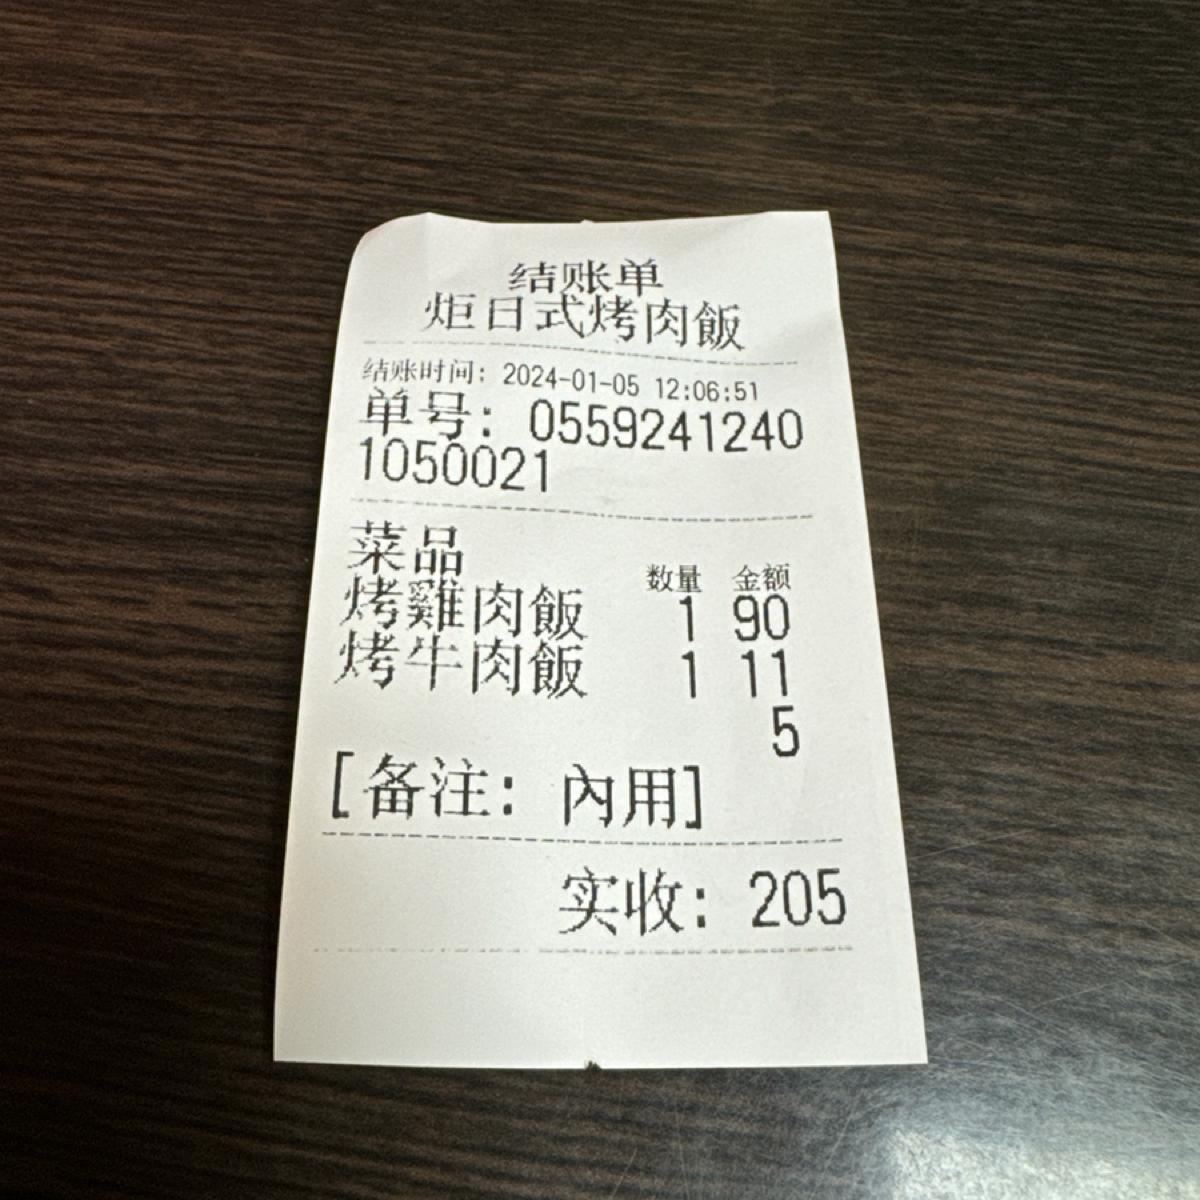 结账单
炬日式烤肉飯
结账时间: 2024-01-05 12:06:51
单号: 0559241240
1050021
菜品 数量 金额
烤雞肉飯 1 90
烤牛肉飯 1 11
5
[备注: 內用]
实收: 205